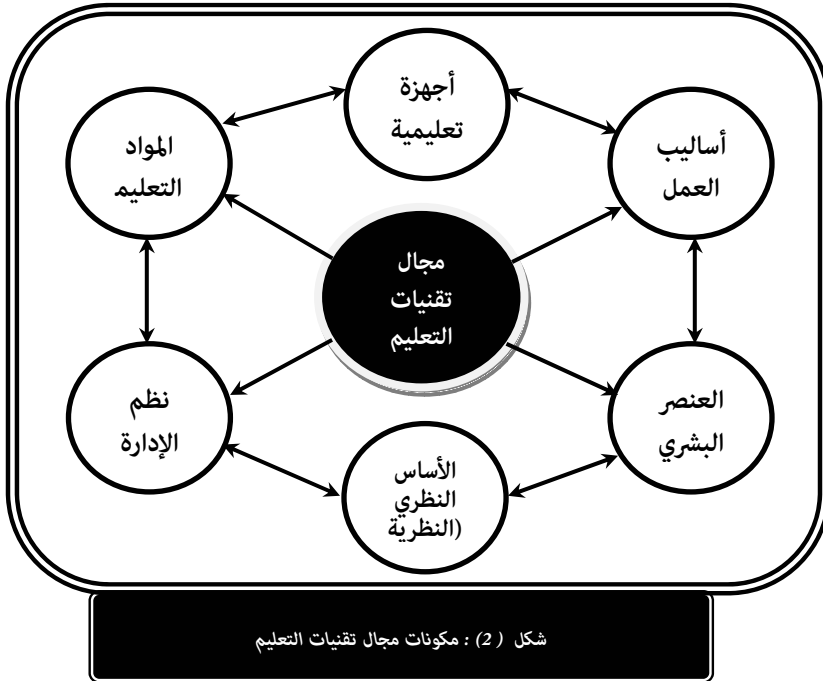 أجهزة
تعليمية
أساليب
العمل
المواد
التعليم
مجال
تقنيات
التعليم
العنصر
البشري
نظم
الإدارة
الأساس
النظري
(النظرية
شكل ( 2) : مكونات مجال تقنيات التعليم